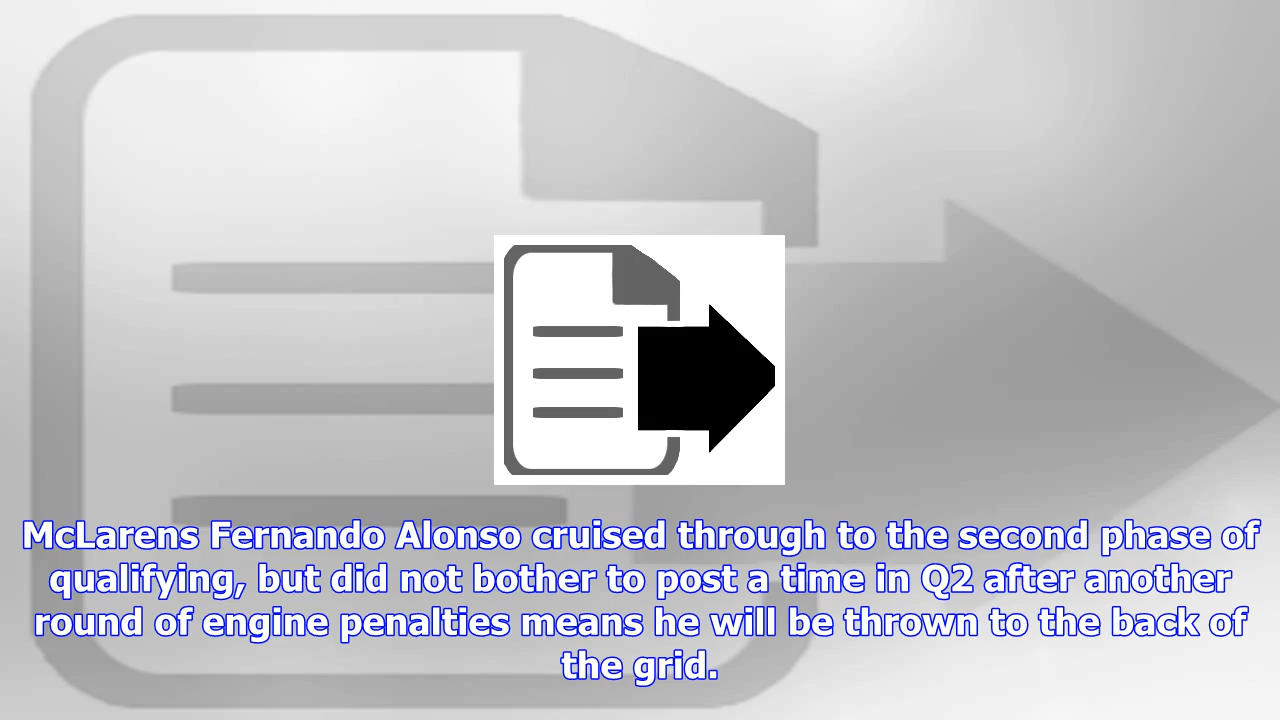 McLarens Fernando Alonso cruised through to the second phase of
qualifying, but did not bother to post a time in Q2 after another
round of engine penalties means he will be thrown to the back of
the grid.